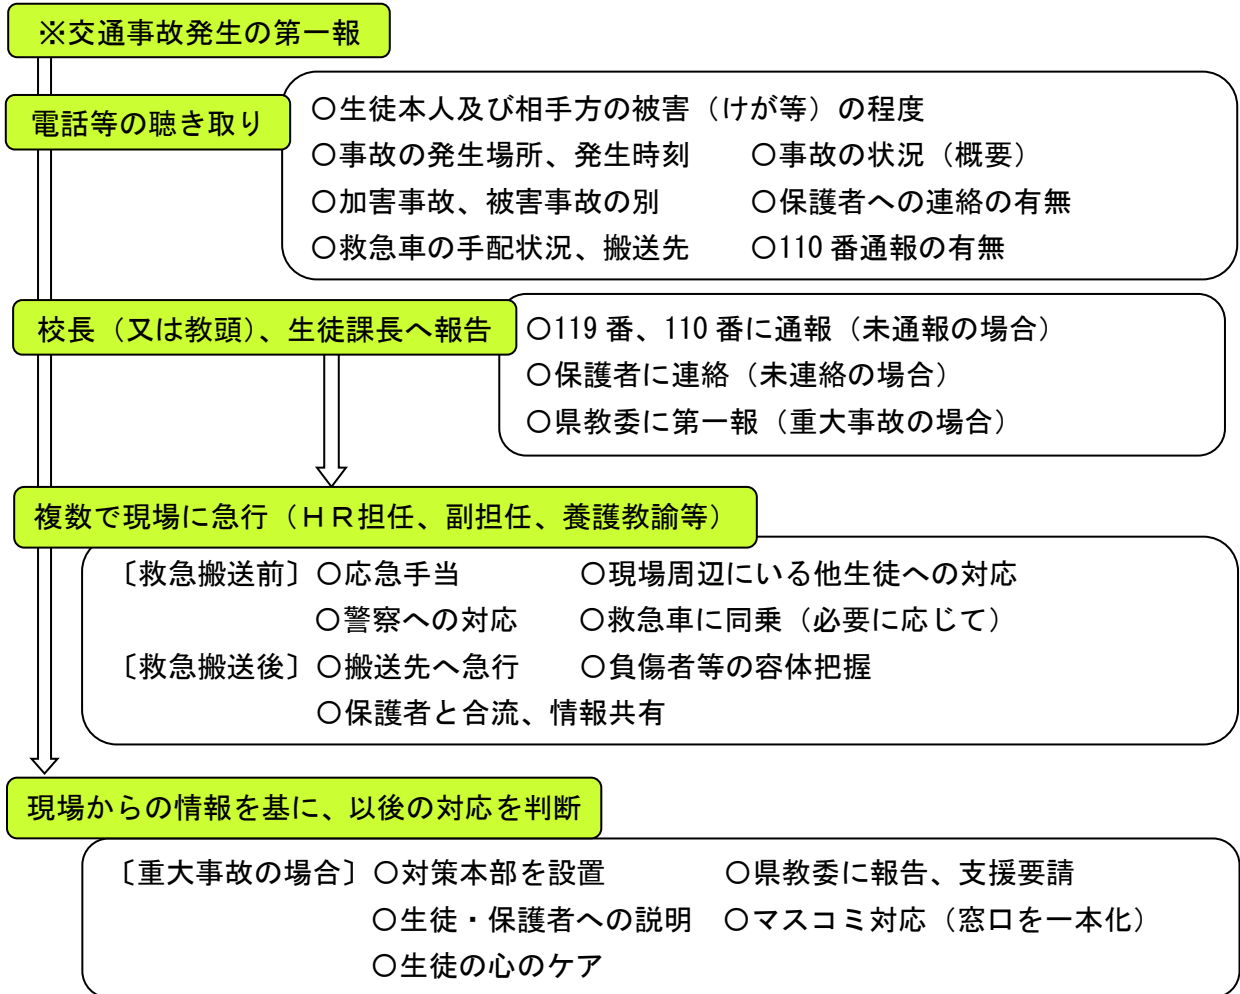 ※交通事故発生の第一報
電話等の聴き取り
○生徒本人及び相手方の被害（けが等）の程度
○事故の発生場所、発生時刻　○事故の状況（概要）
○加害事故、被害事故の別　○保護者への連絡の有無
○救急車の手配状況、搬送先　○110 番通報の有無
校長（又は教頭）、生徒課長へ報告
○119 番、110 番に通報（未通報の場合）
○保護者に連絡（未連絡の場合）
○県教委に第一報（重大事故の場合）
複数で現場に急行（ＨＲ担任、副担任、養護教諭等）
〔救急搬送前〕○応急手当　○現場周辺にいる他生徒への対応
○警察への対応　○救急車に同乗（必要に応じて）
〔救急搬送後〕○搬送先へ急行　○負傷者等の容体把握
○保護者と合流、情報共有
現場からの情報を基に、以後の対応を判断
〔重大事故の場合〕○対策本部を設置　○県教委に報告、支援要請
○生徒・保護者への説明　○マスコミ対応（窓口を一本化）
○生徒の心のケア